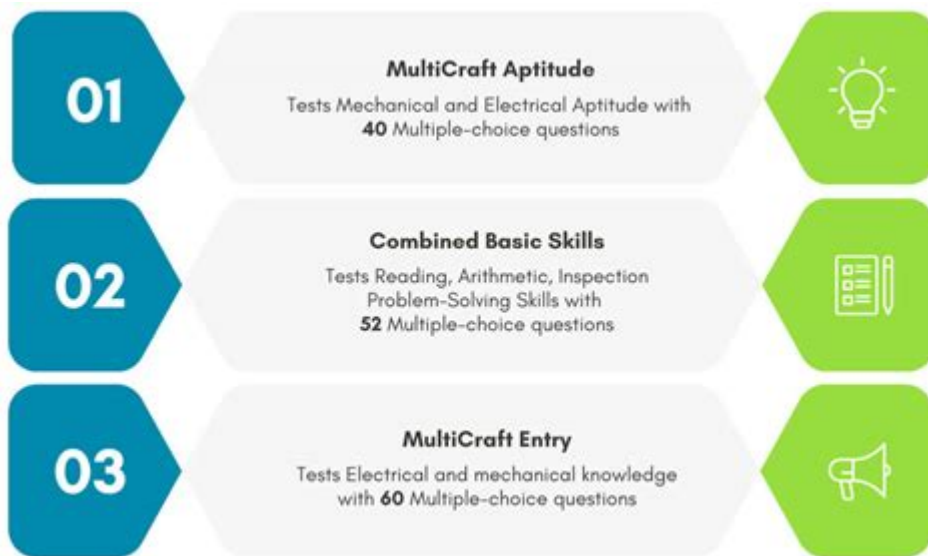 01
MultiCraft Aptitude
Tests Mechanical and Electrical Aptitude with
40 Multiple-choice questions
02
Combined Basic Skills
Tests Reading, Arithmetic, Inspection
Problem-Solving Skills with
52 Multiple-choice questions
03
MultiCraft Entry
Tests Electrical and mechanical knowledge
with 60 Multiple-choice questions